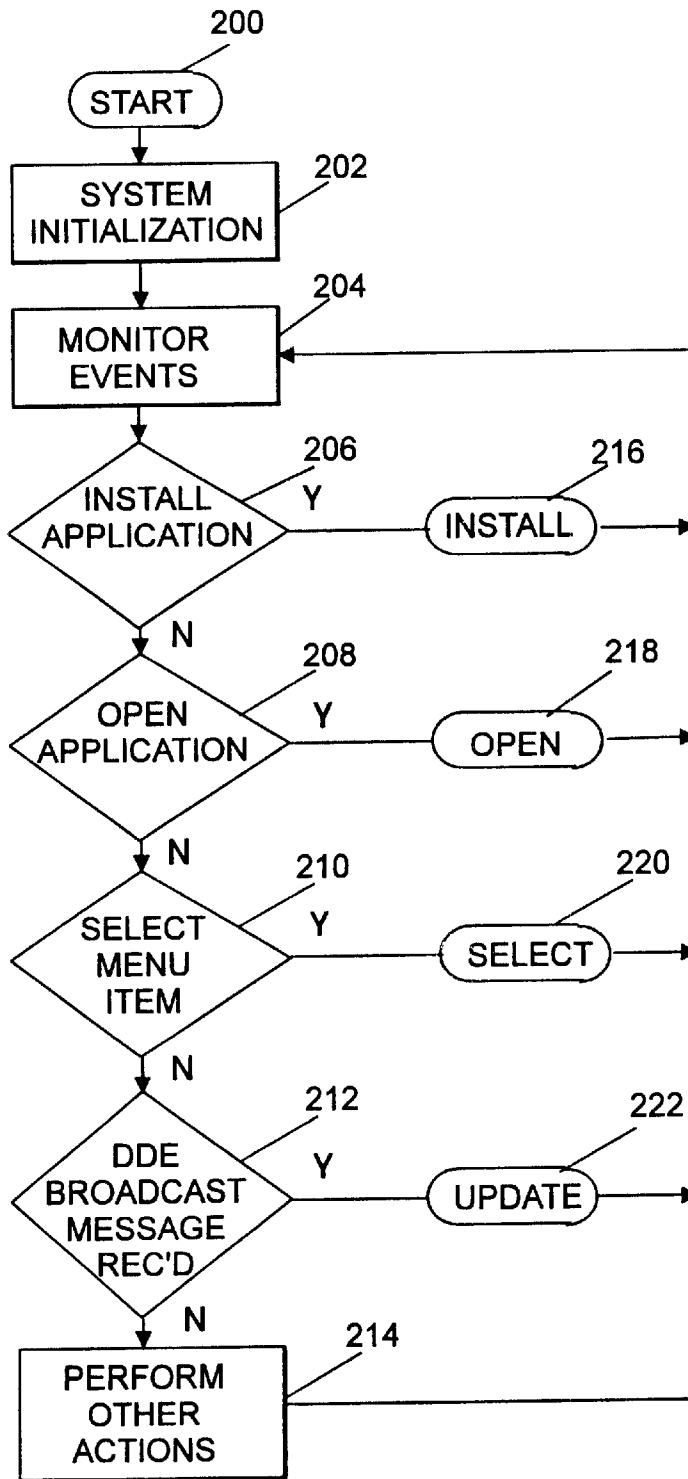 200
START
202
SYSTEM
INITIALIZATION
204
MONITOR
EVENTS
206
216
INSTALL
APPLICATION
Y
INSTALL
N
208
218
OPEN
APPLICATION
Y
OPEN
N
210
220
SELECT
MENU
ITEM
Y
SELECT
N
212
222
DDE
BROADCAST
MESSAGE
REC'D
Y
UPDATE
N
214
PERFORM
OTHER
ACTIONS